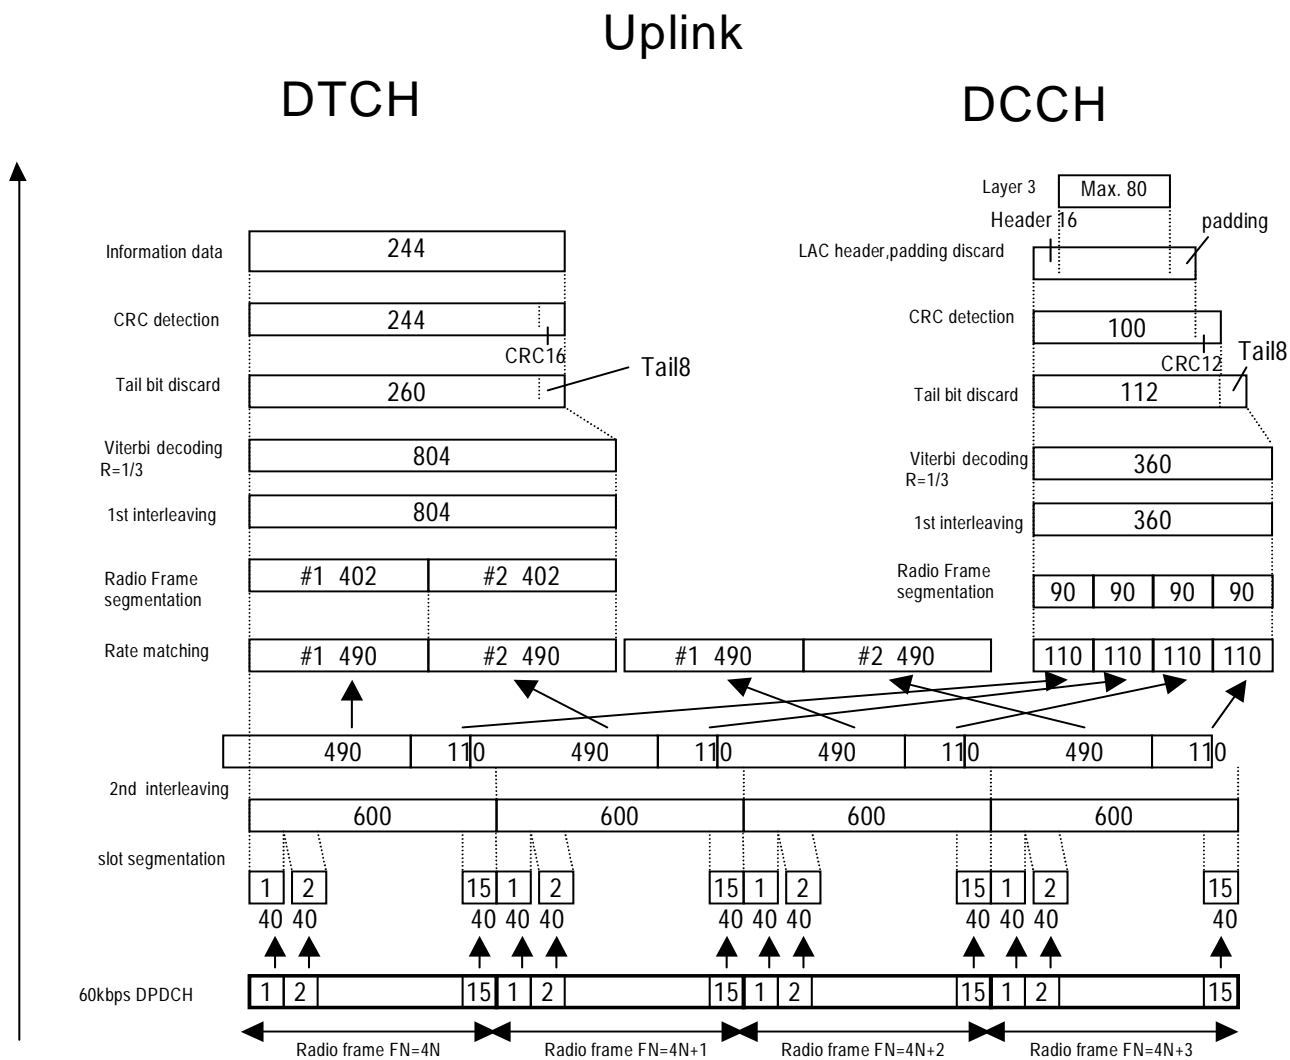 Uplink
DTCH
DCCH
Layer 3
Max. 80
Header 16
padding
Information data
244
LAC header,padding discard
CRC detection
244
CRC detection
100
CRC16
Tail8
CRC12
Tail8
Tail bit discard
260
Tail bit discard
112
Viterbi decoding
R=1/3
804
Viterbi decoding
R=1/3
360
1st interleaving
804
1st interleaving
360
Radio Frame
segmentation
#1 402
#2 402
Radio Frame
segmentation
90 90 90 90
Rate matching
#1 490
#2 490
#1 490
#2 490
110 110 110 110
490 110 490 110 490 110 490 110
2nd interleaving
600 600 600 600
slot segmentation
1 2 15 1 2 15 1 2 15 1 2 15
40 40 40 40 40 40 40 40 40 40 40 40
60kbps DPDCH
1 2 15 1 2 15 1 2 15 1 2 15
Radio frame FN=4N
Radio frame FN=4N+1
Radio frame FN=4N+2
Radio frame FN=4N+3